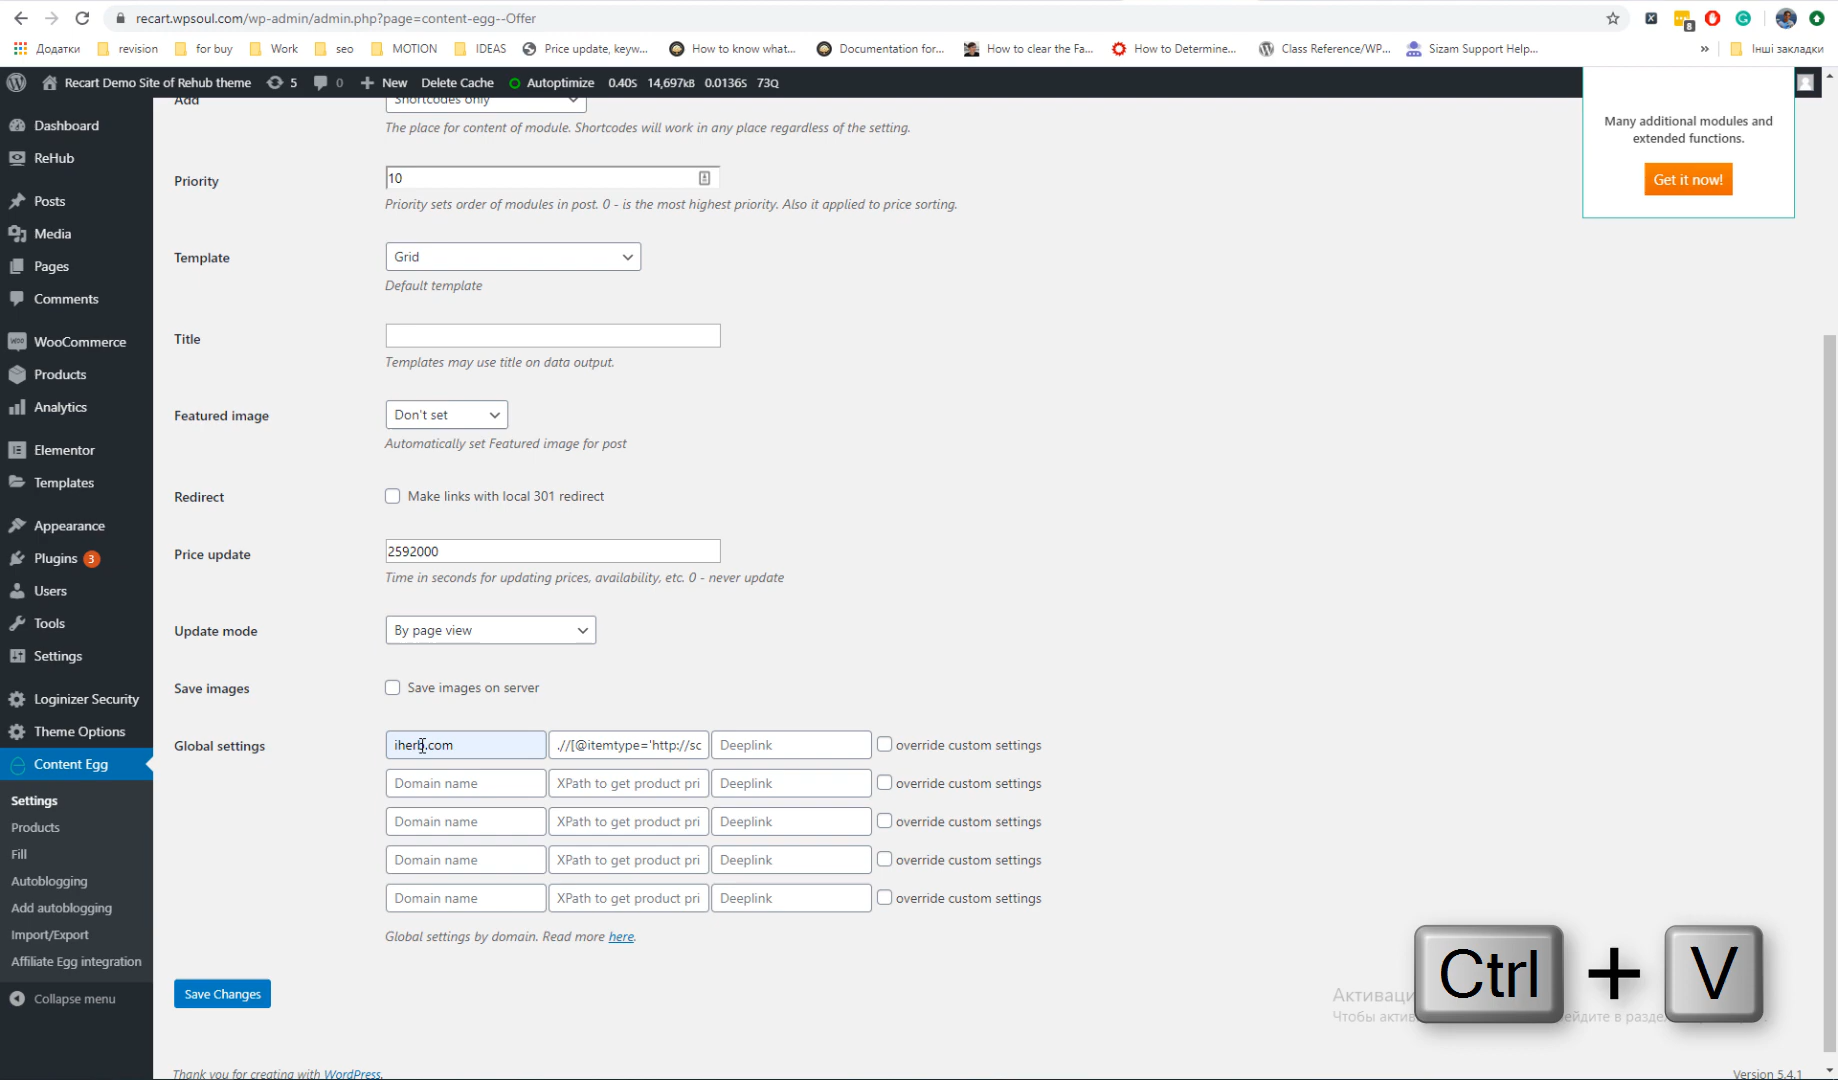 recart.wpsoul.com/wp-admin/admin.php?page=content-egg--Offer
8
Додатки
revision
for buy
Work
seo
MOTION
IDEAS
Price update, keyw...
How to know what...
Documentation for...
How to clear the Fa...
How to Determine...
Class Reference/WP...
Sizam Support Help...
»
Інші закладки
Recart Demo Site of Rehub theme
5
0
New
Delete Cache
Autoptimize
0.40S
14,697KB
0.0136S
73Q
Many additional modules and
extended functions.
Get it now!
Dashboard
ReHub
Posts
Media
Pages
Comments
WooCommerce
Products
Analytics
Elementor
Templates
Appearance
Plugins 3
Users
Tools
Settings
Loginizer Security
Theme Options
Content Egg
Settings
Products
Fill
Autoblogging
Add autoblogging
Import/Export
Affiliate Egg integration
Collapse menu
Add
Shortcodes only
The place for content of module. Shortcodes will work in any place regardless of the setting.
Priority
10
Priority sets order of modules in post. 0 - is the most highest priority. Also it applied to price sorting.
Template
Grid
Default template
Title
Templates may use title on data output.
Featured image
Don't set
Automatically set Featured image for post
Redirect
Make links with local 301 redirect
Price update
2592000
Time in seconds for updating prices, availability, etc. 0 - never update
Update mode
By page view
Save images
Save images on server
Global settings
iherb.com .//[@itemtype='http://sc Deeplink override custom settings
Domain name XPath to get product pri Deeplink override custom settings
Domain name XPath to get product pri Deeplink override custom settings
Domain name XPath to get product pri Deeplink override custom settings
Domain name XPath to get product pri Deeplink override custom settings
Global settings by domain. Read more here.
Save Changes
Ctrl + V
Активаци
Чтобы актив
ейдите в разде
Thank you for creating with WordPress.
Version 5.4.1